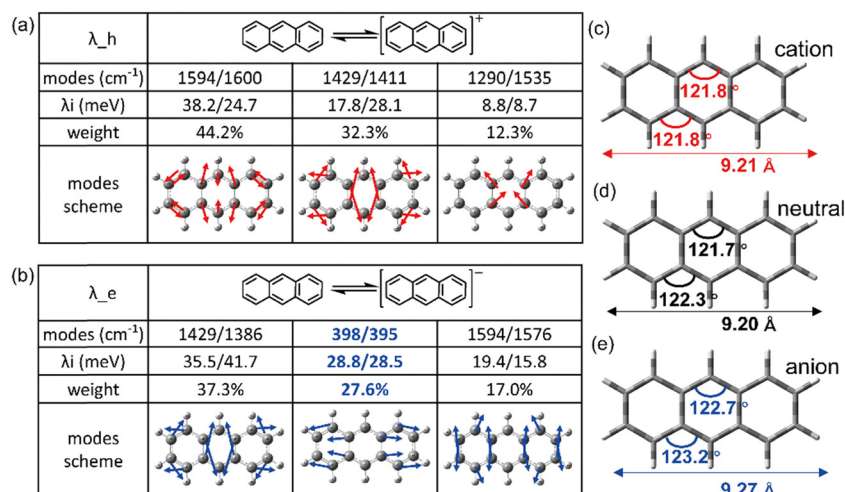 (a)
λ_h
+
modes (cm⁻¹) 1594/1600 1429/1411 1290/1535
λi (meV) 38.2/24.7 17.8/28.1 8.8/8.7
weight 44.2% 32.3% 12.3%
modes
scheme
(b)
λ_e
−
modes (cm⁻¹) 1429/1386 398/395 1594/1576
λi (meV) 35.5/41.7 28.8/28.5 19.4/15.8
weight 37.3% 27.6% 17.0%
modes
scheme
(c)
cation
121.8°
121.8°
9.21 Å
(d)
neutral
121.7°
122.3°
9.20 Å
(e)
anion
122.7°
123.2°
9.27 Å